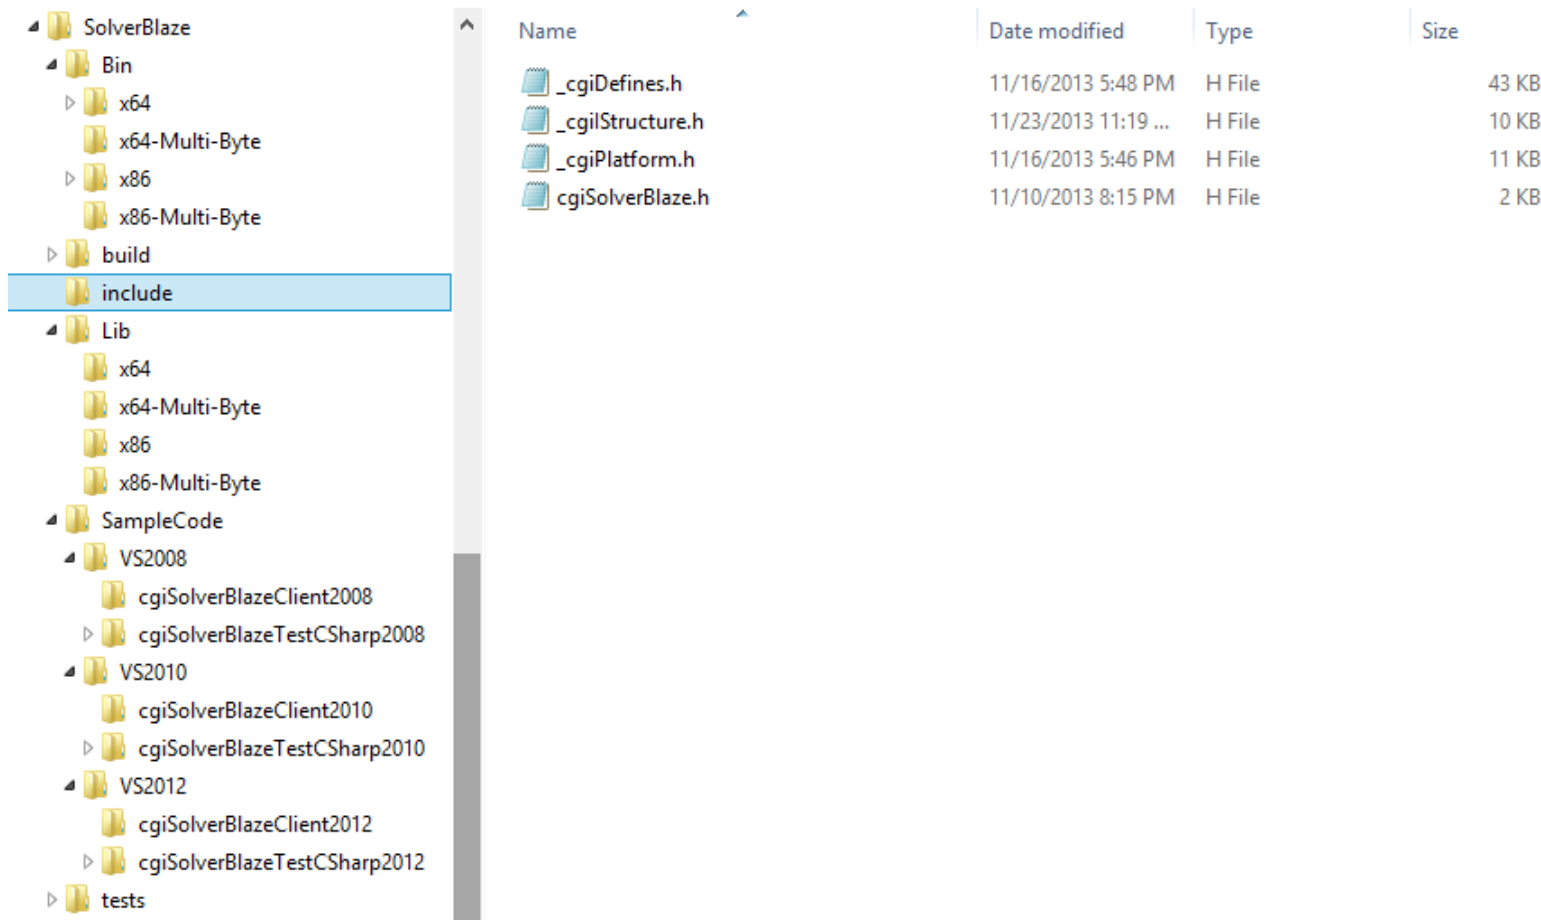 SolverBlaze
Bin
x64
x64-Multi-Byte
x86
x86-Multi-Byte
build
include
Lib
x64
x64-Multi-Byte
x86
x86-Multi-Byte
SampleCode
VS2008
cgiSolverBlazeClient2008
cgiSolverBlazeTestCSharp2008
VS2010
cgiSolverBlazeClient2010
cgiSolverBlazeTestCSharp2010
VS2012
cgiSolverBlazeClient2012
cgiSolverBlazeTestCSharp2012
tests
Name Date modified Type Size
_cgiDefines.h 11/16/2013 5:48 PM H File 43 KB
_cgiIStructure.h 11/23/2013 11:19 ... H File 10 KB
_cgiPlatform.h 11/16/2013 5:46 PM H File 11 KB
cgiSolverBlaze.h 11/10/2013 8:15 PM H File 2 KB